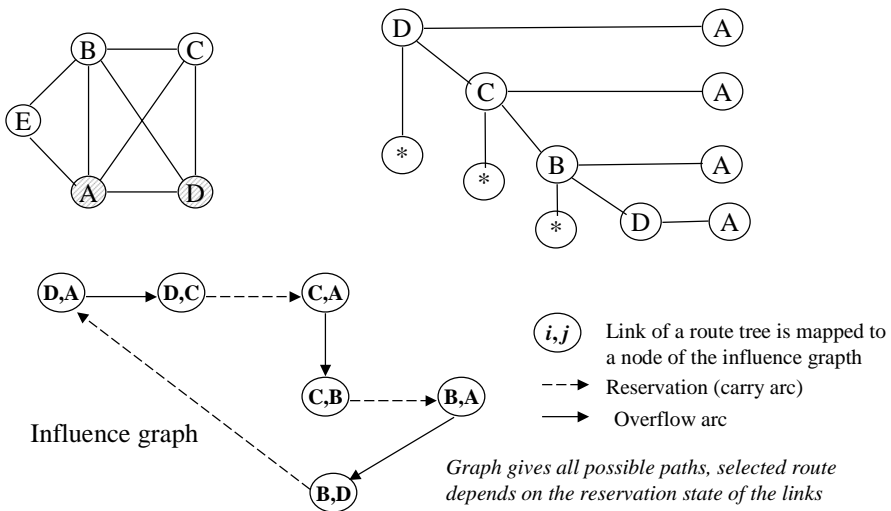 B
C
E
A
D
D
A
C
A
*
*
B
A
*
D
A
D,A
D,C
C,A
C,B
B,A
B,D
Influence graph
i,j
Link of a route tree is mapped to
a node of the influence graph
Reservation (carry arc)
Overflow arc
Graph gives all possible paths, selected route
depends on the reservation state of the links